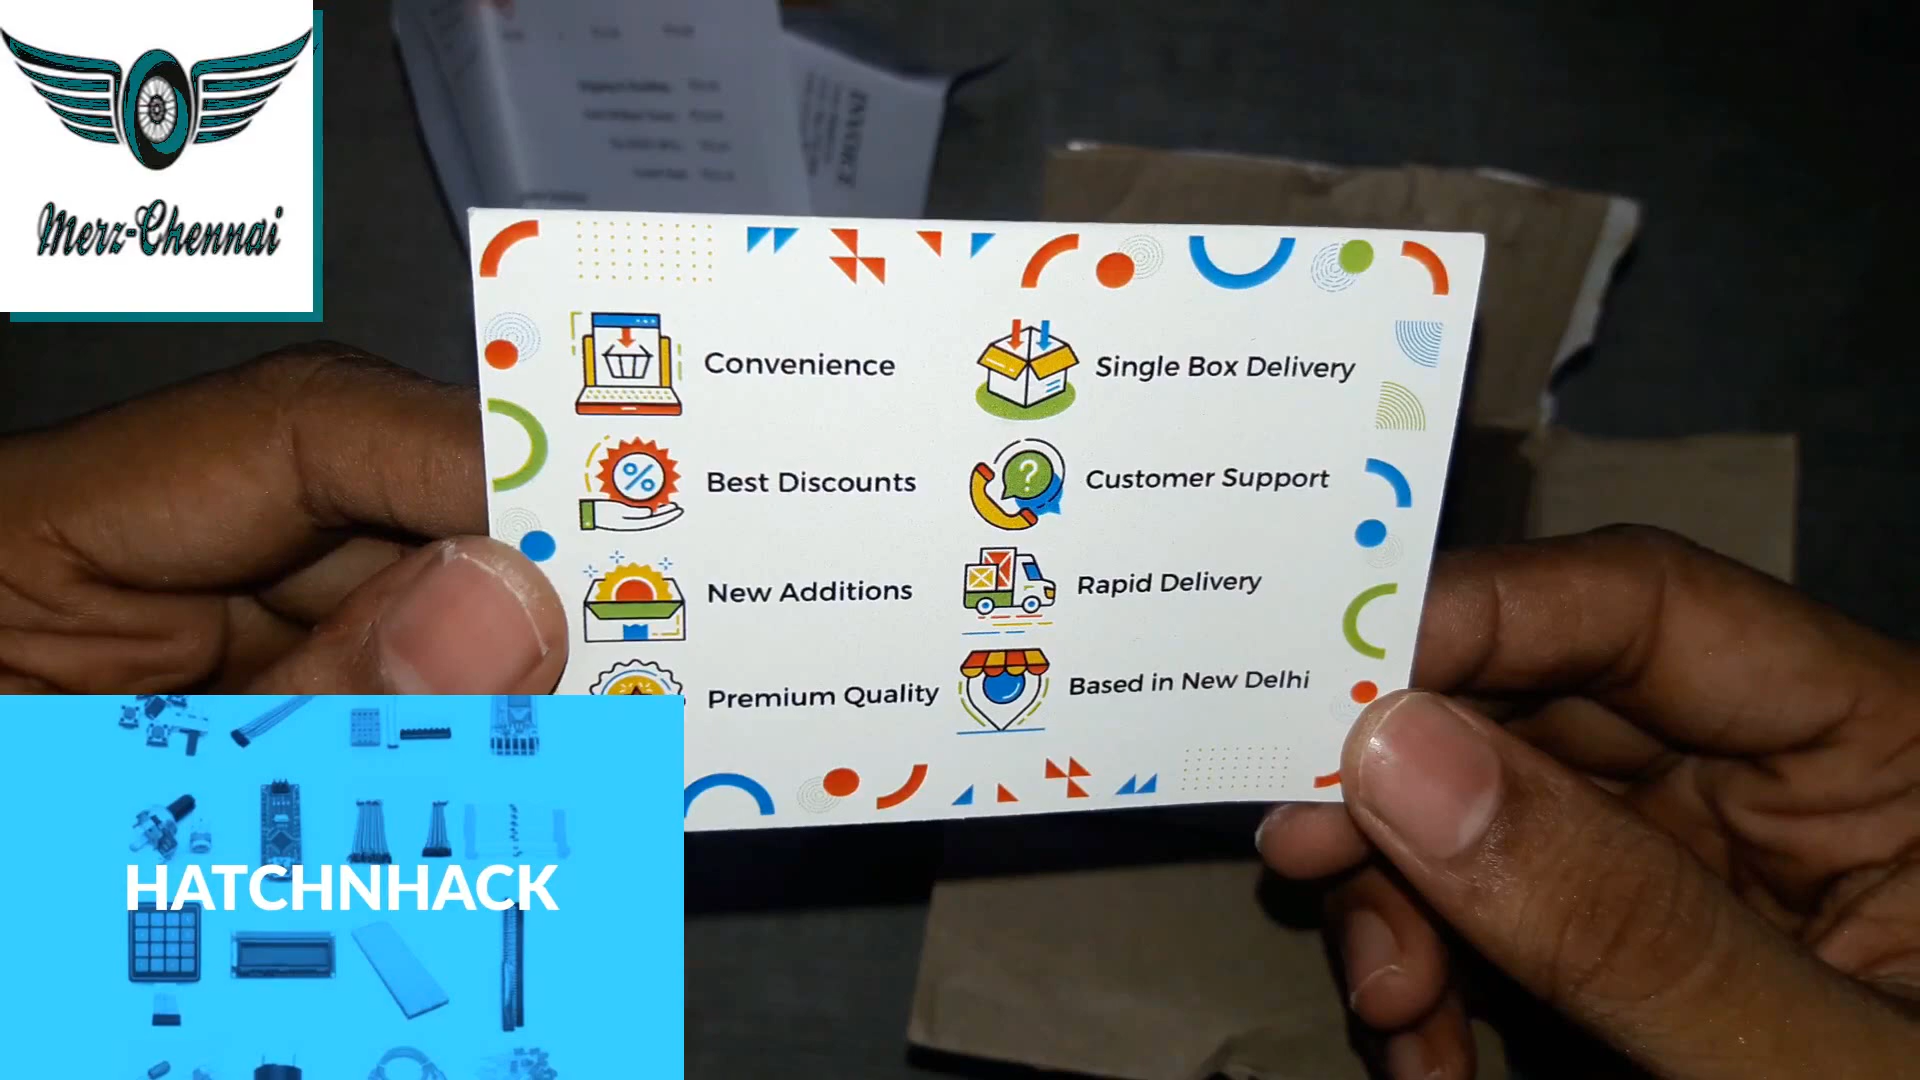 Merz-Chennai
INVOICE
Convenience
Single Box Delivery
Best Discounts
Customer Support
New Additions
Rapid Delivery
Premium Quality
Based in New Delhi
HATCHNHACK